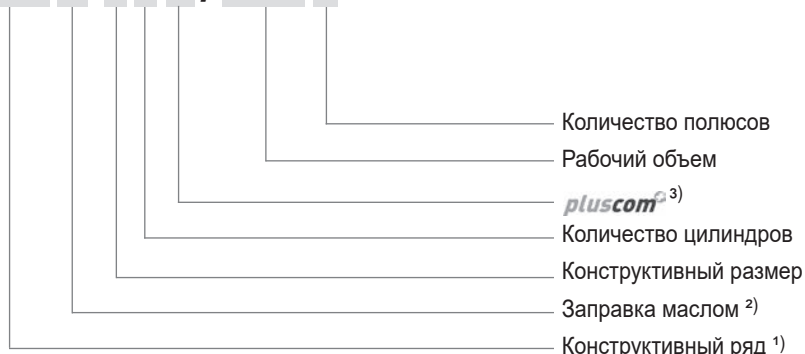 Количество полюсов
Рабочий объем
pluscom ³⁾
Количество цилиндров
Конструктивный размер
Заправка маслом ²⁾
Конструктивный ряд ¹⁾